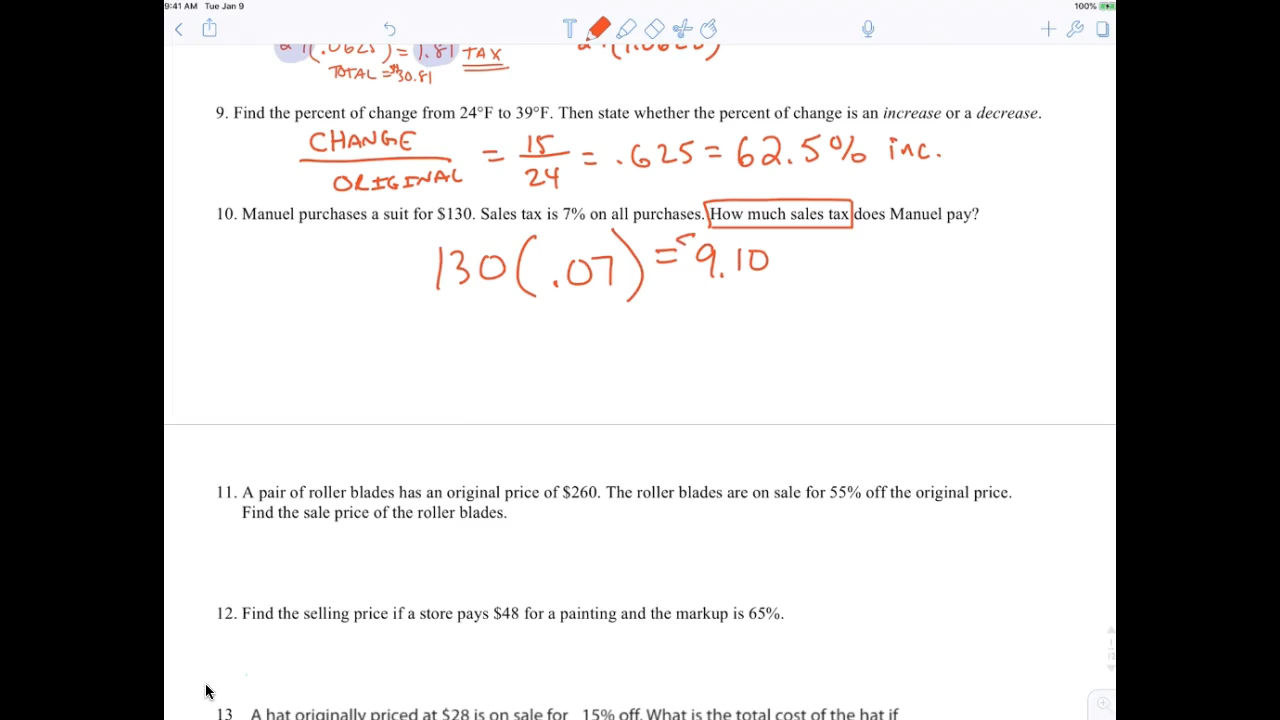 9:41 AM Tue Jan 9
100%
(.0625) = 1.81 TAX
TOTAL = $30.81
9. Find the percent of change from 24°F to 39°F. Then state whether the percent of change is an increase or a decrease.
CHANGE
ORIGINAL
= 15/24 = .625 = 62.5% inc.
10. Manuel purchases a suit for $130. Sales tax is 7% on all purchases. How much sales tax does Manuel pay?
130(.07) = 9.10
11. A pair of roller blades has an original price of $260. The roller blades are on sale for 55% off the original price.
Find the sale price of the roller blades.
12. Find the selling price if a store pays $48 for a painting and the markup is 65%.
13 A hat originally priced at $28 is on sale for 15% off. What is the total cost of the hat if